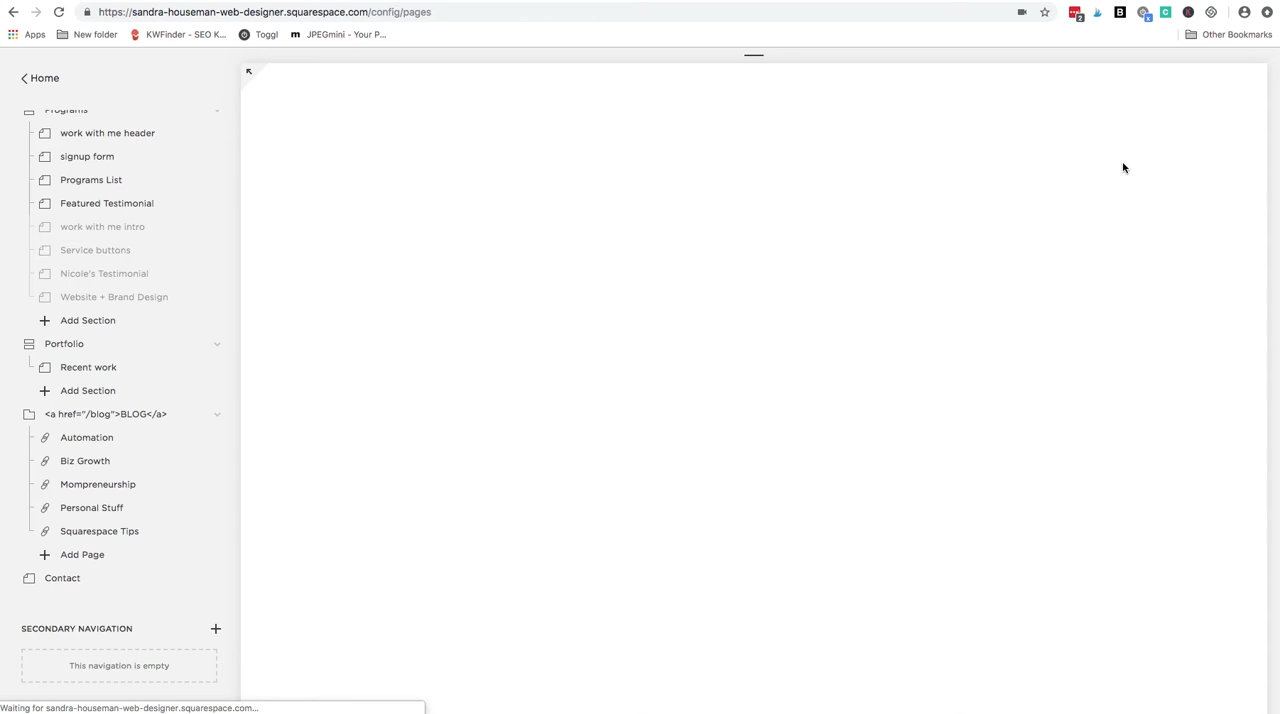 https://sandra-houseman-web-designer.squarespace.com/config/pages
Apps New folder KWFinder - SEO K... Toggl JPEGmini - Your P... Other Bookmarks
Home
Programs
work with me header
signup form
Programs List
Featured Testimonial
work with me intro
Service buttons
Nicole's Testimonial
Website + Brand Design
Add Section
Portfolio
Recent work
Add Section
<a href="/blog">BLOG</a>
Automation
Biz Growth
Mompreneurship
Personal Stuff
Squarespace Tips
Add Page
Contact
SECONDARY NAVIGATION
This navigation is empty
Waiting for sandra-houseman-web-designer.squarespace.com...